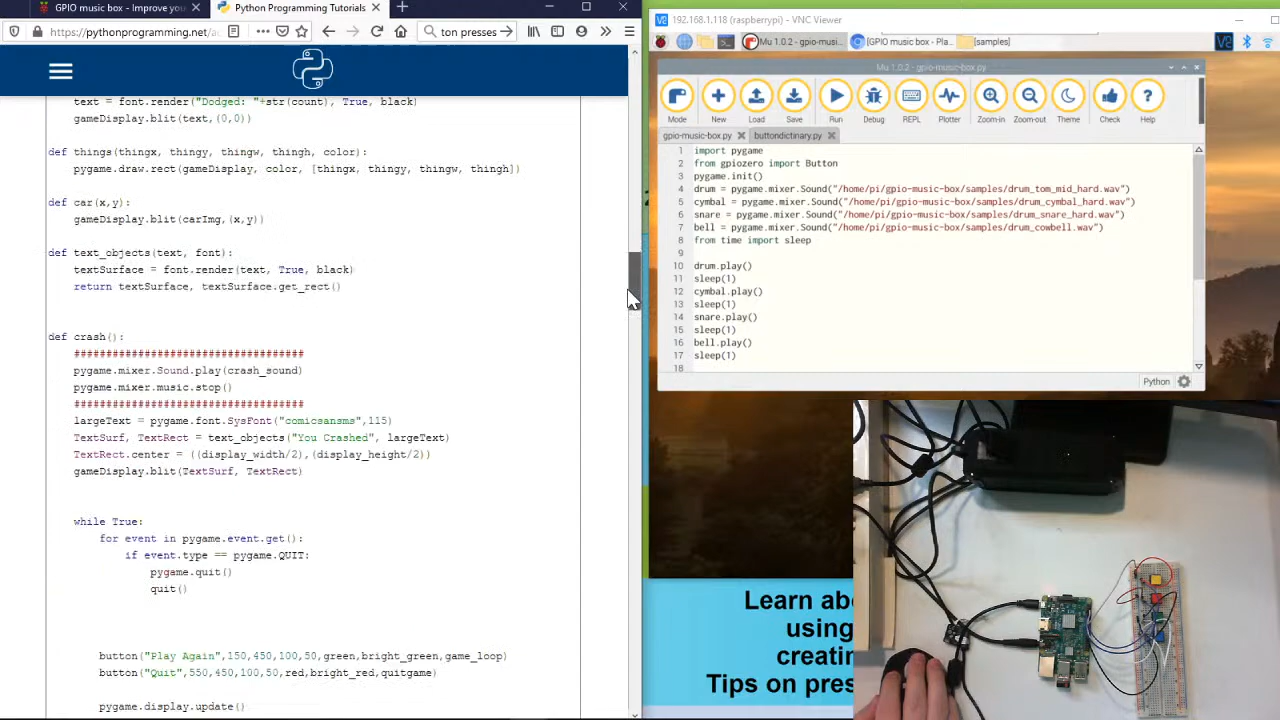 GPIO music box – Improve you
Python Programming Tutorials
https://pythonprogramming.net/ar
ton presses
text = font.render("Dodged: "+str(count), True, black)
gameDisplay.blit(text,(0,0))
def things(thingx, thingy, thingw, thingh, color):
pygame.draw.rect(gameDisplay, color, [thingx, thingy, thingw, thingh])
def car(x,y):
gameDisplay.blit(carImg,(x,y))
def text_objects(text, font):
textSurface = font.render(text, True, black)
return textSurface, textSurface.get_rect()
def crash():
####################################
pygame.mixer.Sound.play(crash_sound)
pygame.mixer.music.stop()
####################################
largeText = pygame.font.SysFont("comicsansms",115)
TextSurf, TextRect = text_objects("You Crashed", largeText)
TextRect.center = ((display_width/2),(display_height/2))
gameDisplay.blit(TextSurf, TextRect)
while True:
for event in pygame.event.get():
if event.type == pygame.QUIT:
pygame.quit()
quit()
button("Play Again",150,450,100,50,green,bright_green,game_loop)
button("Quit",550,450,100,50,red,bright_red,quitgame)
pygame.display.update()
192.168.1.118 (raspberrypi) - VNC Viewer
Mu 1.0.2 - gpio-musi...
[GPIO music box - Pla...
[samples]
Mu 1.0.2 - gpio-music-box.py
Mode
New
Load
Save
Run
Debug
REPL
Plotter
Zoom-in
Zoom-out
Theme
Check
Help
gpio-music-box.py
buttondictinary.py
1 import pygame
2 from gpiozero import Button
3 pygame.init()
4 drum = pygame.mixer.Sound("/home/pi/gpio-music-box/samples/drum_tom_mid_hard.wav")
5 cymbal = pygame.mixer.Sound("/home/pi/gpio-music-box/samples/drum_cymbal_hard.wav")
6 snare = pygame.mixer.Sound("/home/pi/gpio-music-box/samples/drum_snare_hard.wav")
7 bell = pygame.mixer.Sound("/home/pi/gpio-music-box/samples/drum_cowbell.wav")
8 from time import sleep
9
10 drum.play()
11 sleep(1)
12 cymbal.play()
13 sleep(1)
14 snare.play()
15 sleep(1)
16 bell.play()
17 sleep(1)
18
Python
Learn abo
using
creatin
Tips on pres